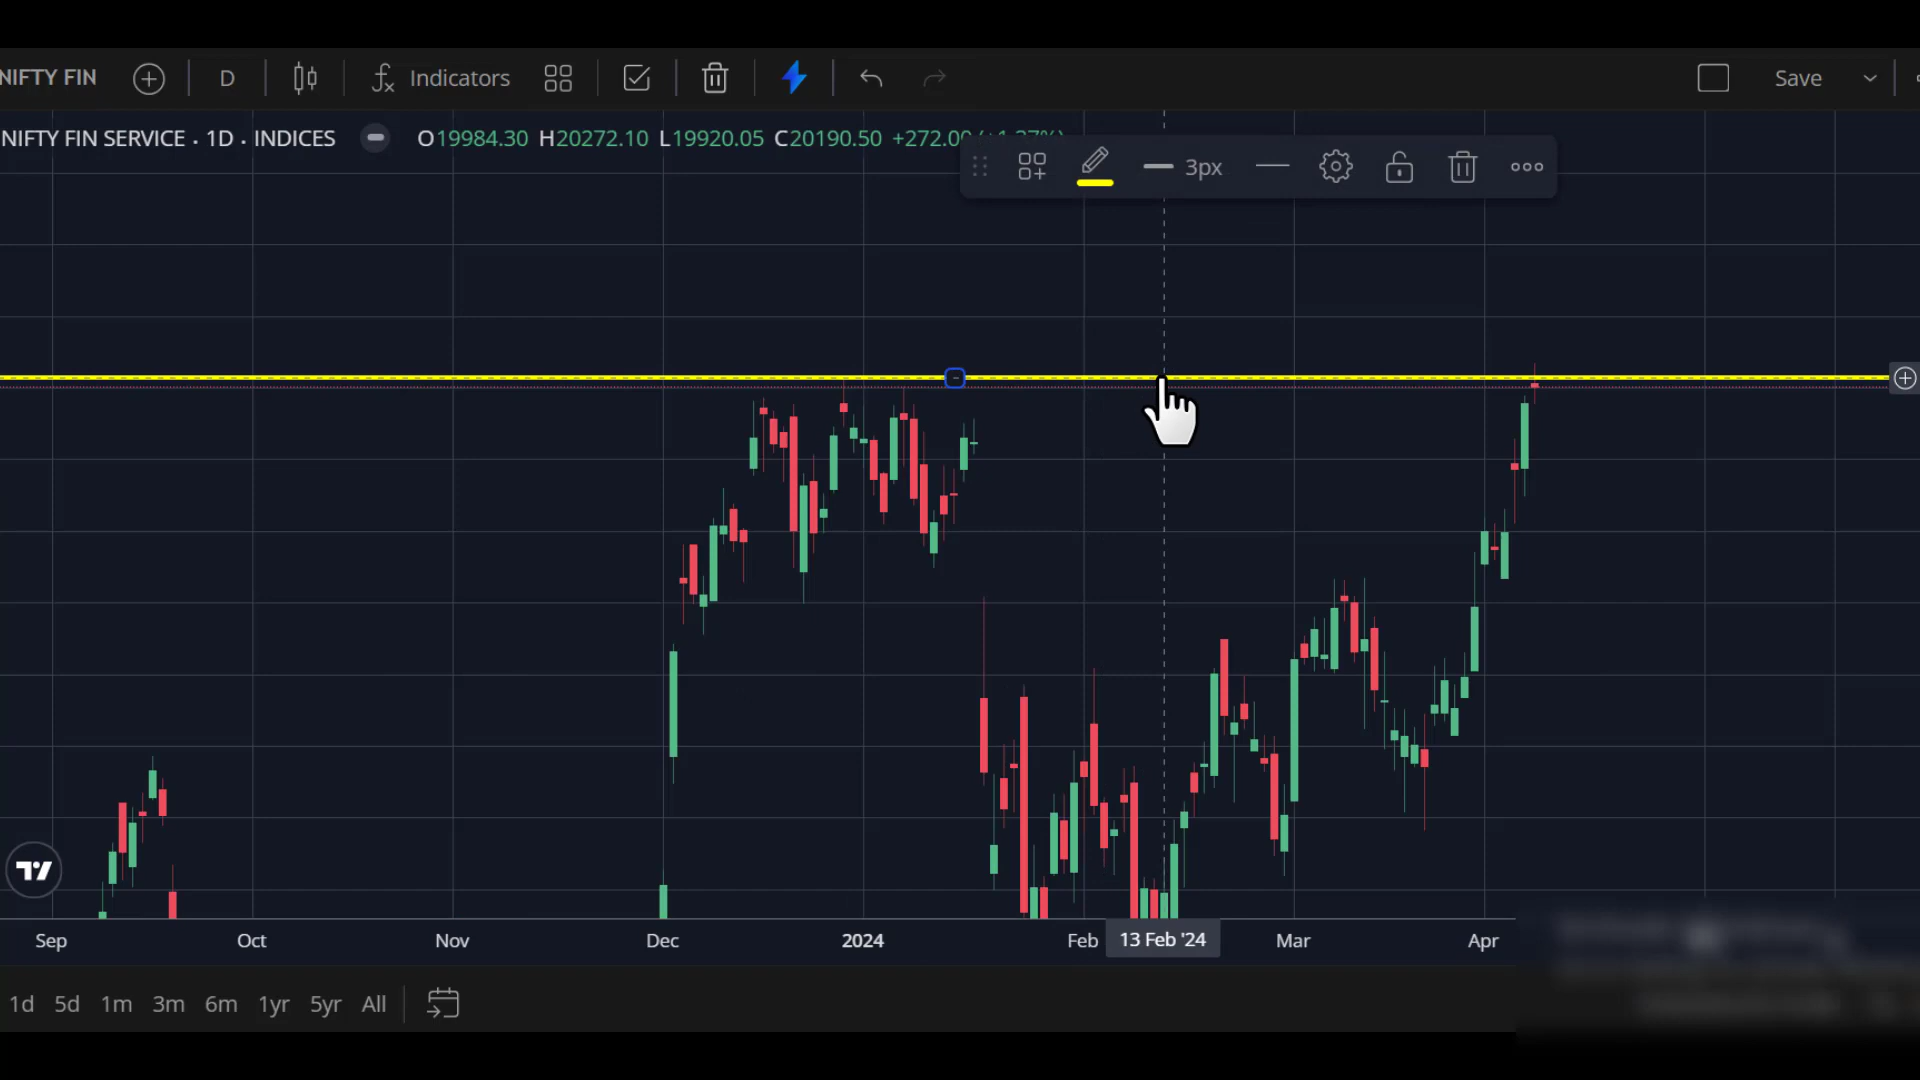 NIFTY FIN D Indicators Save
NIFTY FIN SERVICE · 1D · INDICES O19984.30 H20272.10 L19920.05 C20190.50 +272.00 (+1.37%)
3px
Sep Oct Nov Dec 2024 Feb 13 Feb '24 Mar Apr
1d 5d 1m 3m 6m 1yr 5yr All